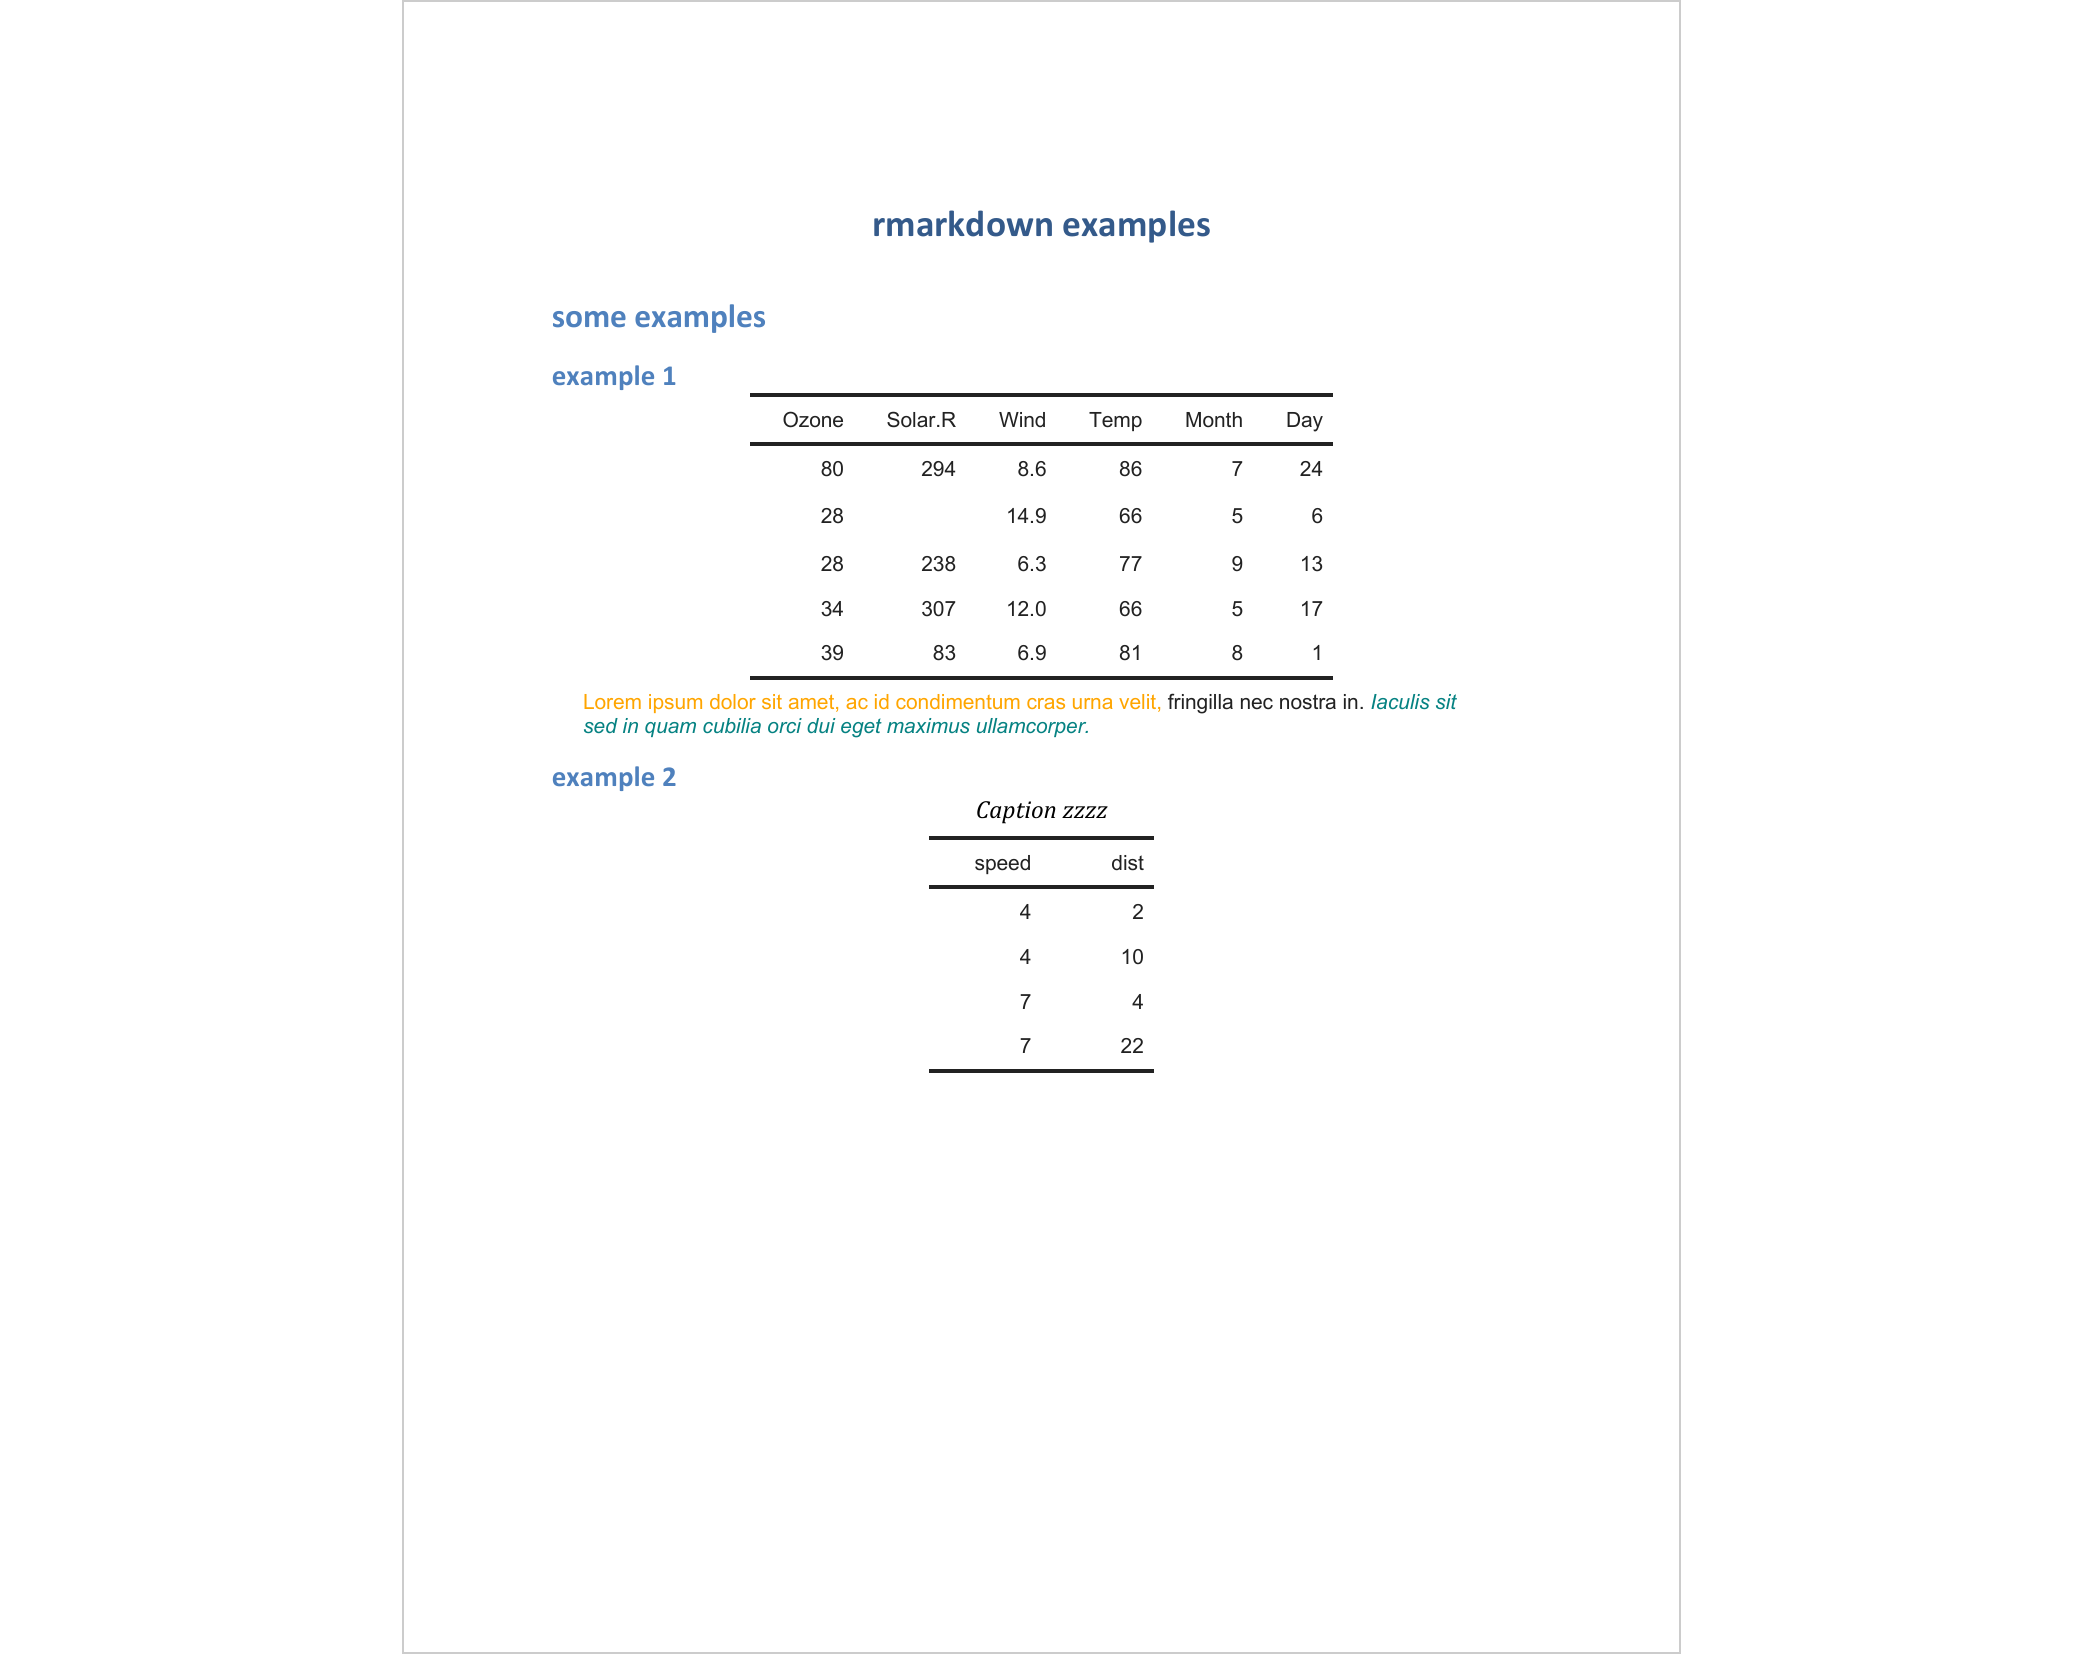 rmarkdown examples
some examples
example 1
Ozone Solar.R Wind Temp Month Day
80 294 8.6 86 7 24
28 14.9 66 5 6
28 238 6.3 77 9 13
34 307 12.0 66 5 17
39 83 6.9 81 8 1
Lorem ipsum dolor sit amet, ac id condimentum cras urna velit, fringilla nec nostra in. Iaculis sit
sed in quam cubilia orci dui eget maximus ullamcorper.
example 2
Caption zzzz
speed dist
4 2
4 10
7 4
7 22